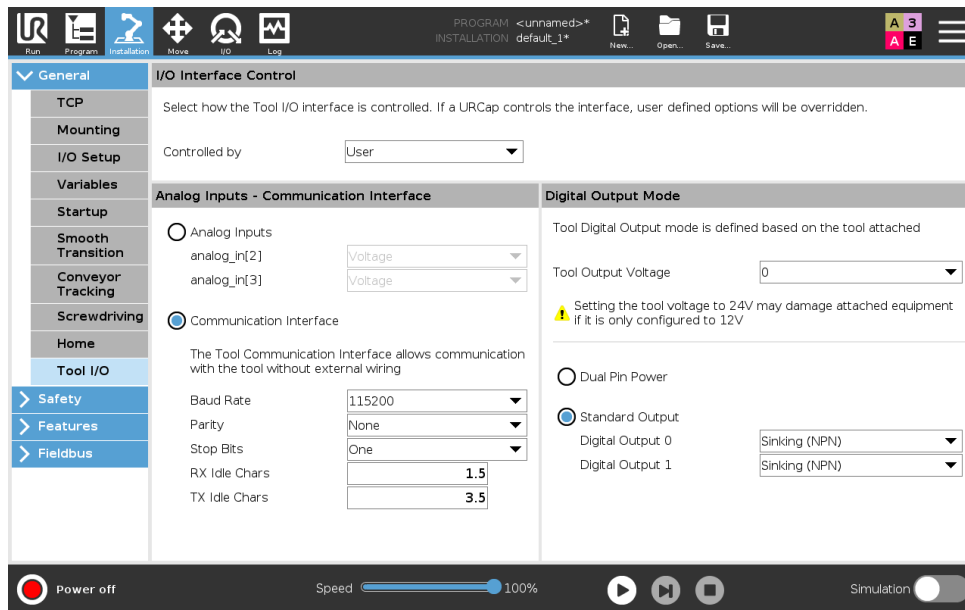 UR
PROGRAM <unnamed>*
INSTALLATION default_1*
A 3
A E
Run Program Installation Move I/O Log New... Open... Save...
General
TCP
Mounting
I/O Setup
Variables
Startup
Smooth
Transition
Conveyor
Tracking
Screwdriving
Home
Tool I/O
Safety
Features
Fieldbus
I/O Interface Control
Select how the Tool I/O interface is controlled. If a URCap controls the interface, user defined options will be overridden.
Controlled by User
Analog Inputs - Communication Interface
Analog Inputs
analog_in[2] Voltage
analog_in[3] Voltage
Communication Interface
The Tool Communication Interface allows communication
with the tool without external wiring
Baud Rate 115200
Parity None
Stop Bits One
RX Idle Chars 1.5
TX Idle Chars 3.5
Digital Output Mode
Tool Digital Output mode is defined based on the tool attached
Tool Output Voltage 0
Setting the tool voltage to 24V may damage attached equipment
if it is only configured to 12V
Dual Pin Power
Standard Output
Digital Output 0 Sinking (NPN)
Digital Output 1 Sinking (NPN)
Power off Speed 100% Simulation